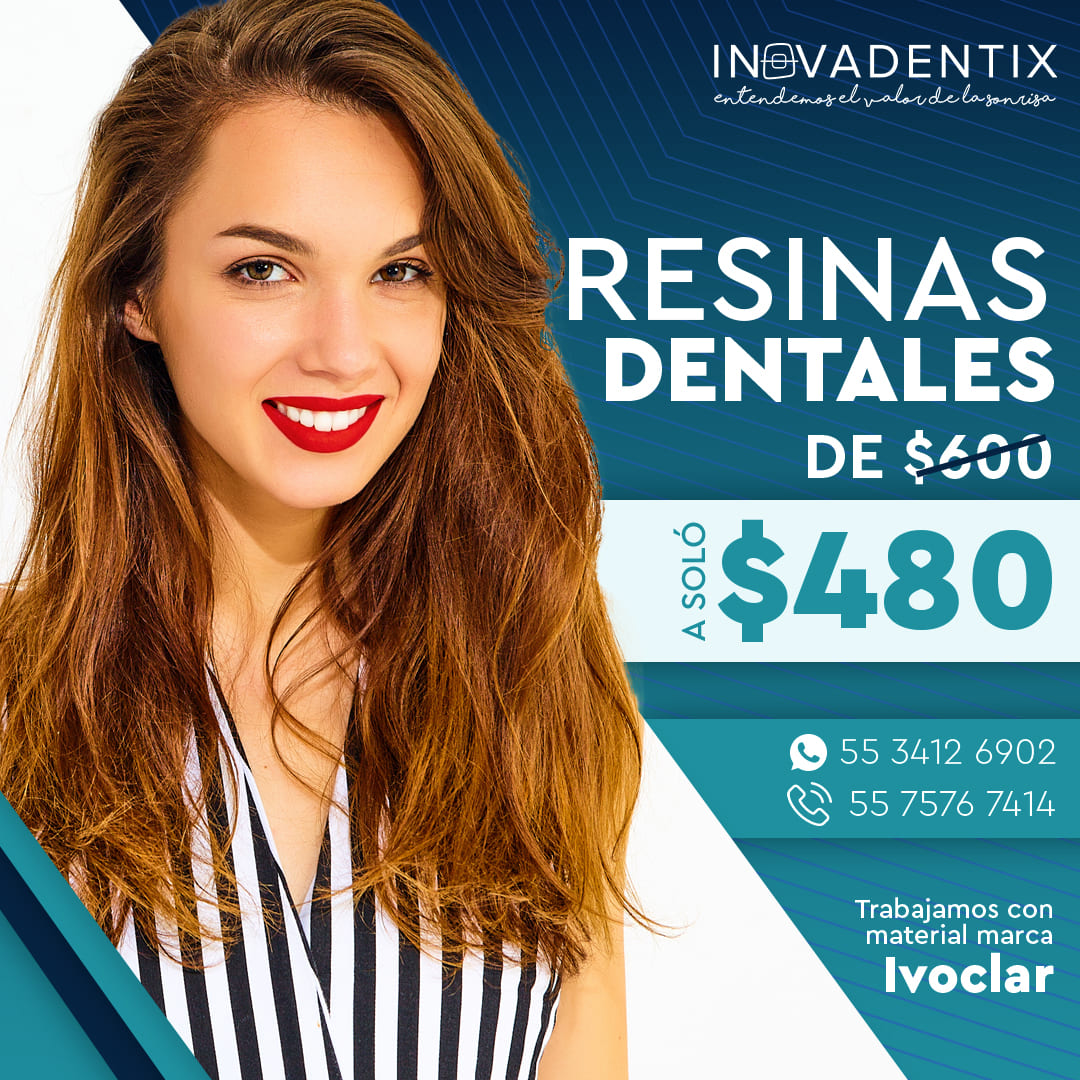 INOVADENTIX
entendemos el valor de la sonrisa
RESINAS
DENTALES
DE $600
A SOLÓ
$480
55 3412 6902
55 7576 7414
Trabajamos con
material marca
Ivoclar